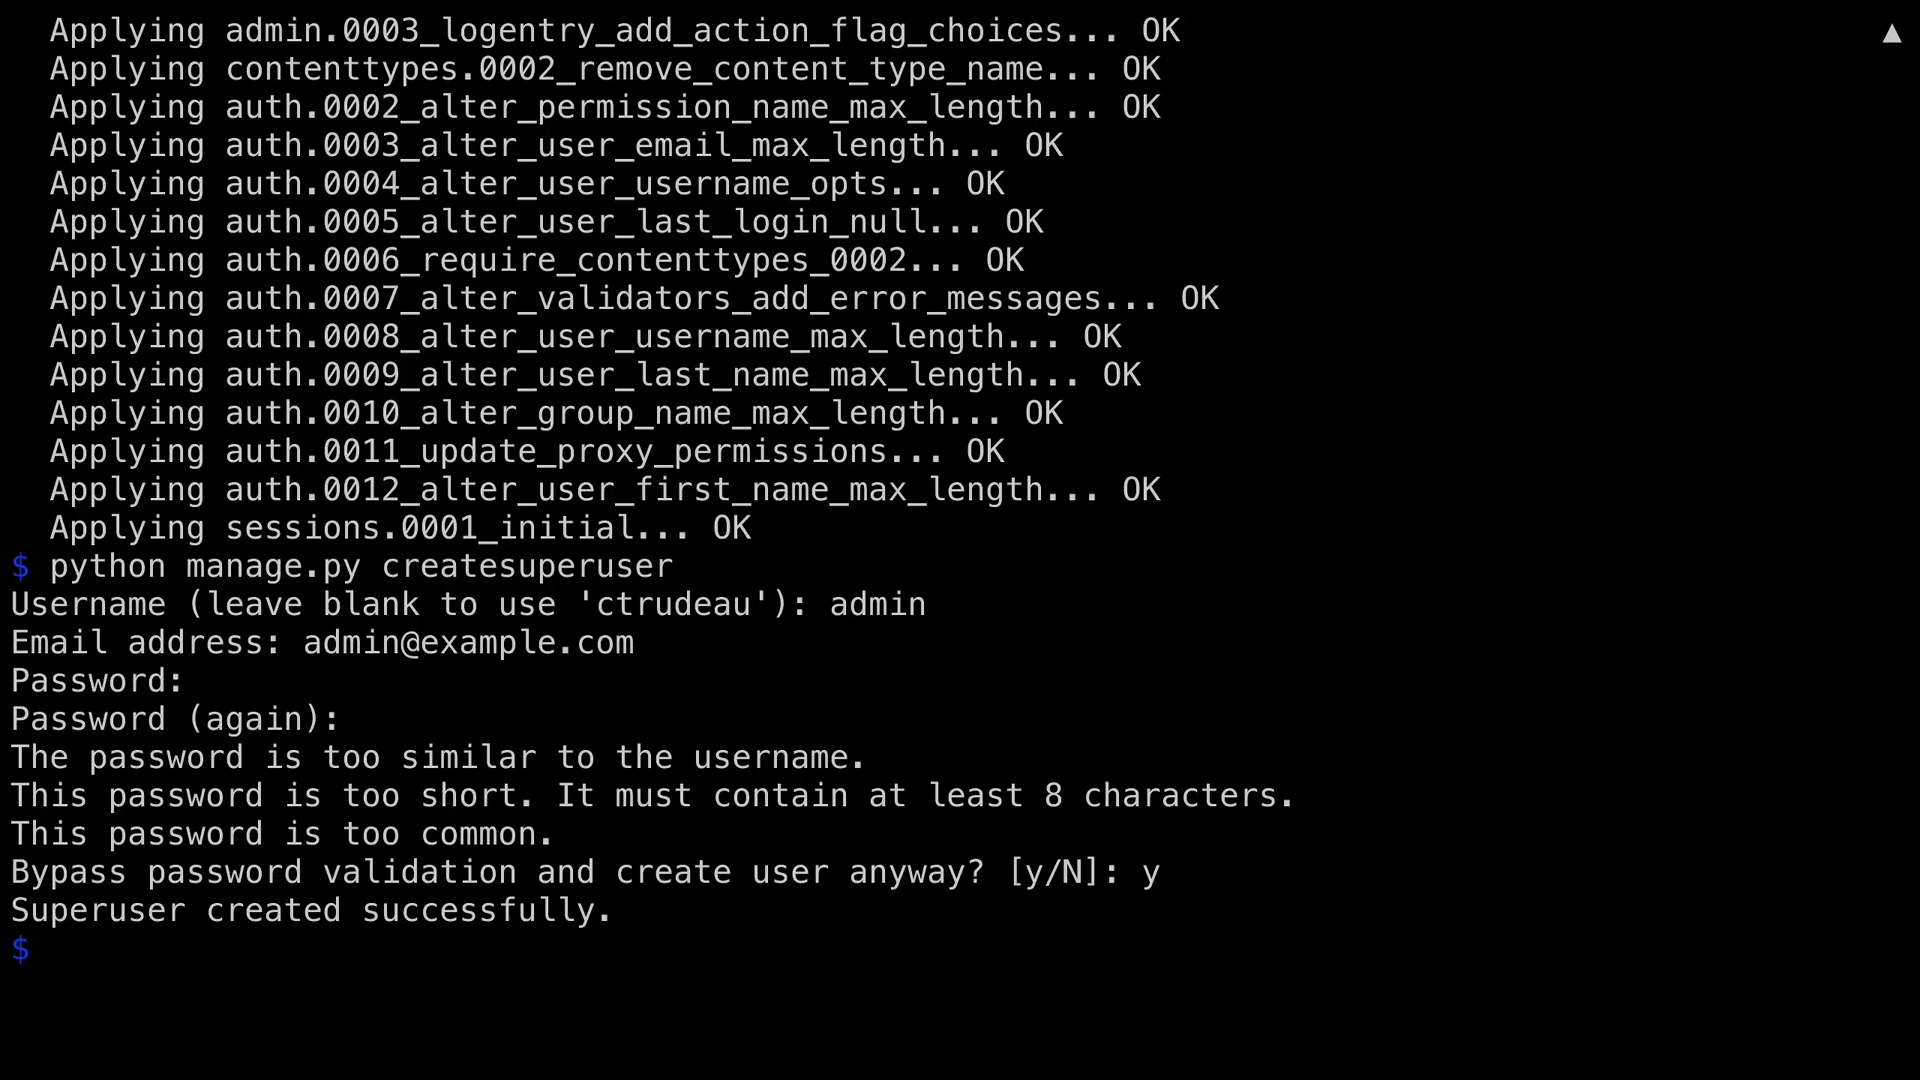 Applying admin.0003_logentry_add_action_flag_choices... OK
Applying contenttypes.0002_remove_content_type_name... OK
Applying auth.0002_alter_permission_name_max_length... OK
Applying auth.0003_alter_user_email_max_length... OK
Applying auth.0004_alter_user_username_opts... OK
Applying auth.0005_alter_user_last_login_null... OK
Applying auth.0006_require_contenttypes_0002... OK
Applying auth.0007_alter_validators_add_error_messages... OK
Applying auth.0008_alter_user_username_max_length... OK
Applying auth.0009_alter_user_last_name_max_length... OK
Applying auth.0010_alter_group_name_max_length... OK
Applying auth.0011_update_proxy_permissions... OK
Applying auth.0012_alter_user_first_name_max_length... OK
Applying sessions.0001_initial... OK
$ python manage.py createsuperuser
Username (leave blank to use 'ctrudeau'): admin
Email address: admin@example.com
Password:
Password (again):
The password is too similar to the username.
This password is too short. It must contain at least 8 characters.
This password is too common.
Bypass password validation and create user anyway? [y/N]: y
Superuser created successfully.
$